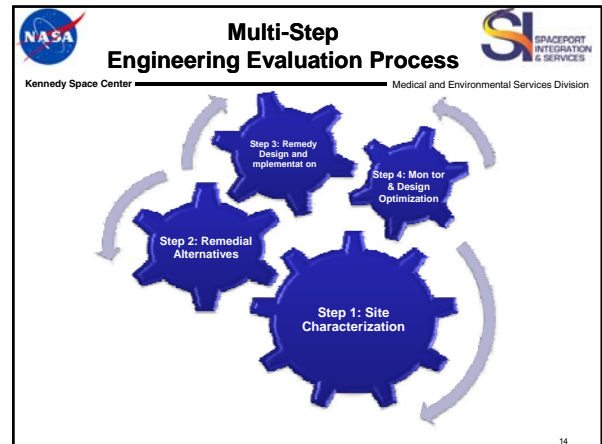 NASA
Multi-Step
Engineering Evaluation Process
SI
SPACEPORT
INTEGRATION
& SERVICES
Kennedy Space Center
Medical and Environmental Services Division
Step 3: Remedy
Design and
mplementat on
Step 4: Mon tor
& Design
Optimization
Step 2: Remedial
Alternatives
Step 1: Site
Characterization
14